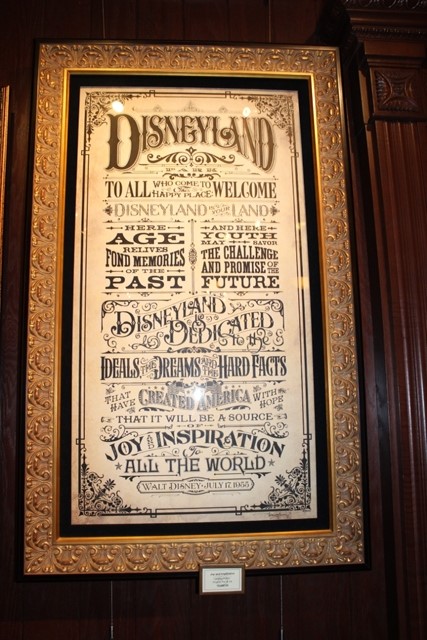 DISNEYLAND
TO ALL WHO COME TO THIS HAPPY PLACE WELCOME
DISNEYLAND IS YOUR LAND
HERE
AGE
RELIVES
FOND MEMORIES
OF THE
PAST
AND HERE
YOUTH
MAY SAVOR
THE CHALLENGE
AND PROMISE OF THE
FUTURE
DISNEYLAND
IS DEDICATED
to the
IDEALS, THE DREAMS AND THE HARD FACTS
THAT HAVE CREATED AMERICA WITH HOPE
THAT IT WILL BE A SOURCE
OF
JOY AND INSPIRATION
To
ALL THE WORLD
WALT DISNEY - JULY 17, 1955